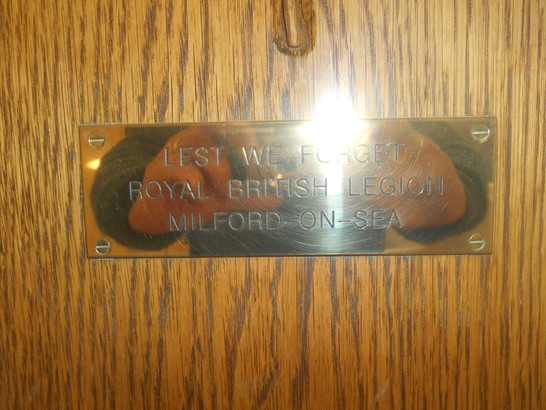 LEST WE FORGET
ROYAL BRITISH LEGION
MILFORD-ON-SEA